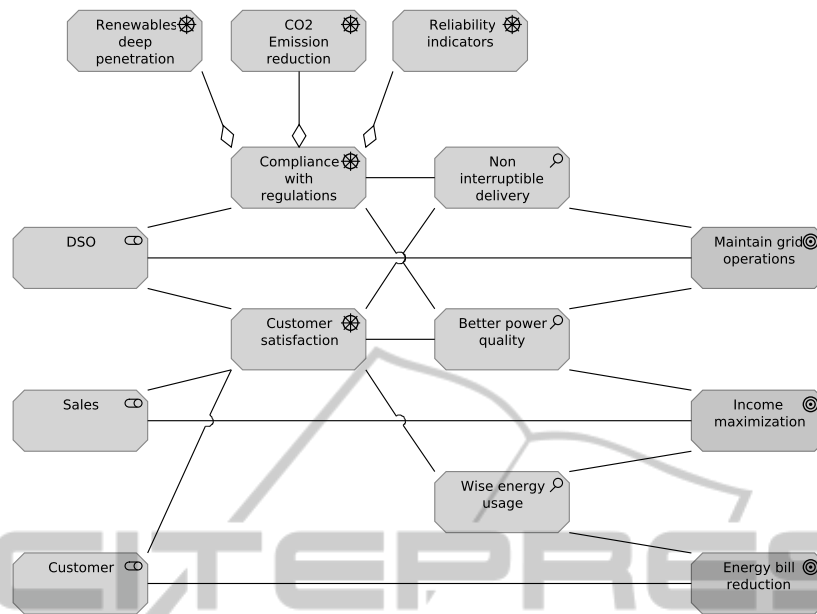 Renewables
deep
penetration
CO2
Emission
reduction
Reliability
indicators
Compliance
with
regulations
Non
interruptible
delivery
DSO
Maintain grid
operations
Customer
satisfaction
Better power
quality
Sales
Income
maximization
Wise energy
usage
Customer
Energy bill
reduction
CITEPRES